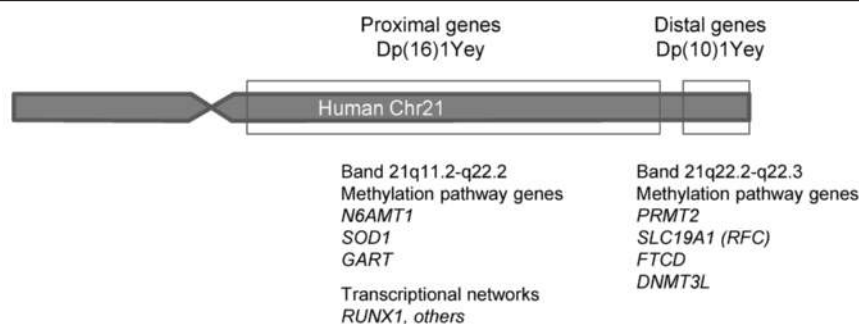 Proximal genes
Dp(16)1Yey
Distal genes
Dp(10)1Yey
Human Chr21
Band 21q11.2-q22.2
Methylation pathway genes
N6AMT1
SOD1
GART
Transcriptional networks
RUNX1, others
Band 21q22.2-q22.3
Methylation pathway genes
PRMT2
SLC19A1 (RFC)
FTCD
DNMT3L